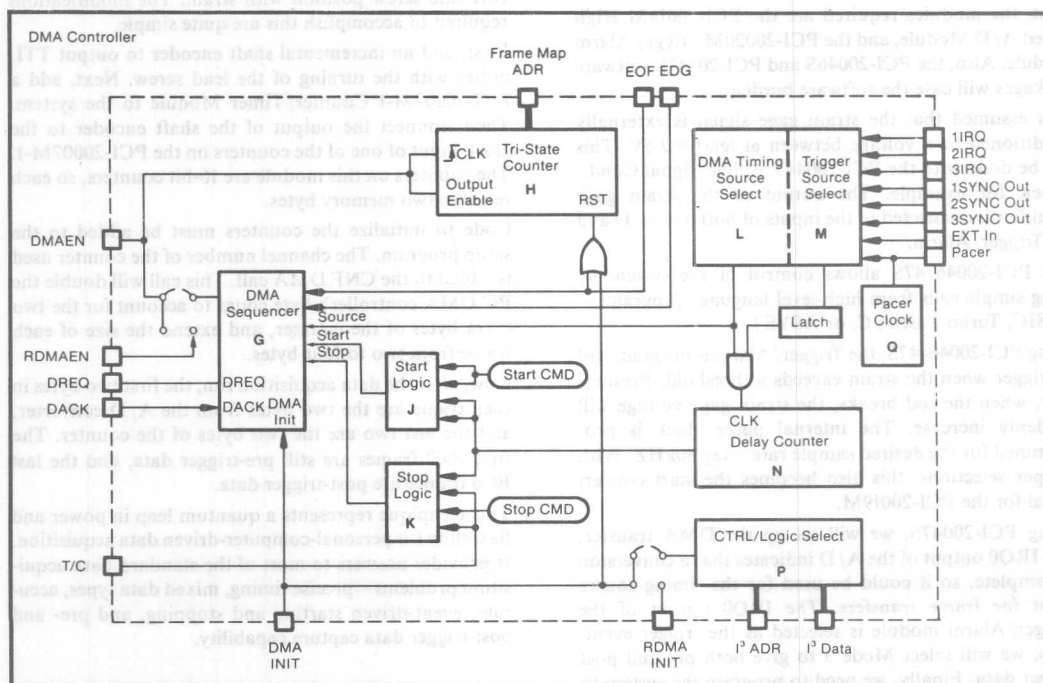 DMA Controller
Frame Map
ADR
EOF EDG
CLK
Tri-State
Counter
H
Output
Enable
RST
DMA Timing
Source
Select
L
Trigger
Source
Select
M
1IRQ
2IRQ
3IRQ
1SYNC Out
2SYNC Out
3SYNC Out
EXT In
Pacer
DMAEN
RDMAEN
DREQ
DACK
T/C
DMA
Sequencer
G
Source
Start
Stop
DREQ
DACK DMA
Init
Start
Logic
J
Start CMD
Stop
Logic
K
Stop CMD
Latch
Pacer
Clock
Q
CLK
Delay Counter
N
CTRL/Logic Select
P
DMA
INIT
RDMA
INIT
I³ ADR
I³ Data